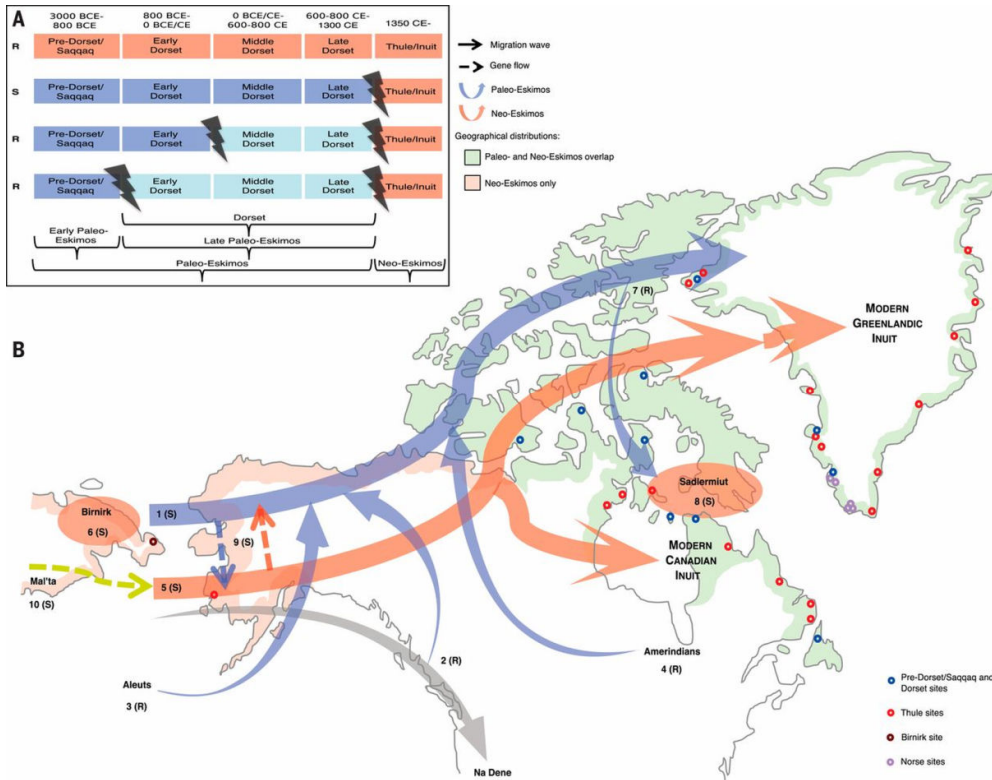 A
3000 BCE-
800 BCE
800 BCE-
0 BCE/CE
0 BCE/CE-
600-800 CE
600-800 CE-
1300 CE
1350 CE-
R
Pre-Dorset/
Saqqaq
Early
Dorset
Middle
Dorset
Late
Dorset
Thule/Inuit
S
Pre-Dorset/
Saqqaq
Early
Dorset
Middle
Dorset
Late
Dorset
Thule/Inuit
R
Pre-Dorset/
Saqqaq
Early
Dorset
Middle
Dorset
Late
Dorset
Thule/Inuit
R
Pre-Dorset/
Saqqaq
Early
Dorset
Middle
Dorset
Late
Dorset
Thule/Inuit
Dorset
Early Paleo-
Eskimos
Late Paleo-Eskimos
Paleo-Eskimos
Neo-Eskimos
Migration wave
Gene flow
Paleo-Eskimos
Neo-Eskimos
Geographical distributions:
Paleo- and Neo-Eskimos overlap
Neo-Eskimos only
B
7 (R)
MODERN
GREENLANDIC
INUIT
Sadlermiut
8 (S)
Birnirk
6 (S)
1 (S)
9 (S)
MODERN
CANADIAN
INUIT
Mal'ta
10 (S)
5 (S)
Aleuts
3 (R)
2 (R)
Amerindians
4 (R)
Na Dene
Pre-Dorset/Saqqaq and
Dorset sites
Thule sites
Birnirk site
Norse sites